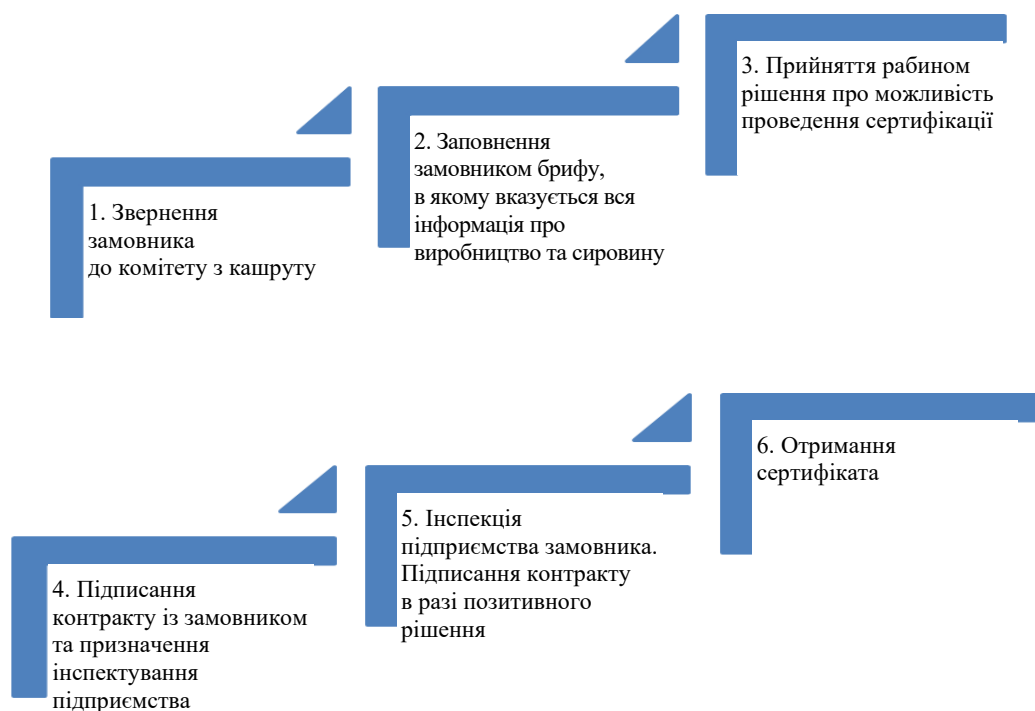 1. Звернення
замовника
до комітету з кашруту
2. Заповнення
замовником брифу,
в якому вказується вся
інформація про
виробництво та сировину
3. Прийняття рабином
рішення про можливість
проведення сертифікації
4. Підписання
контракту із замовником
та призначення
інспектування
підприємства
5. Інспекція
підприємства замовника.
Підписання контракту
в разі позитивного
рішення
6. Отримання
сертифіката